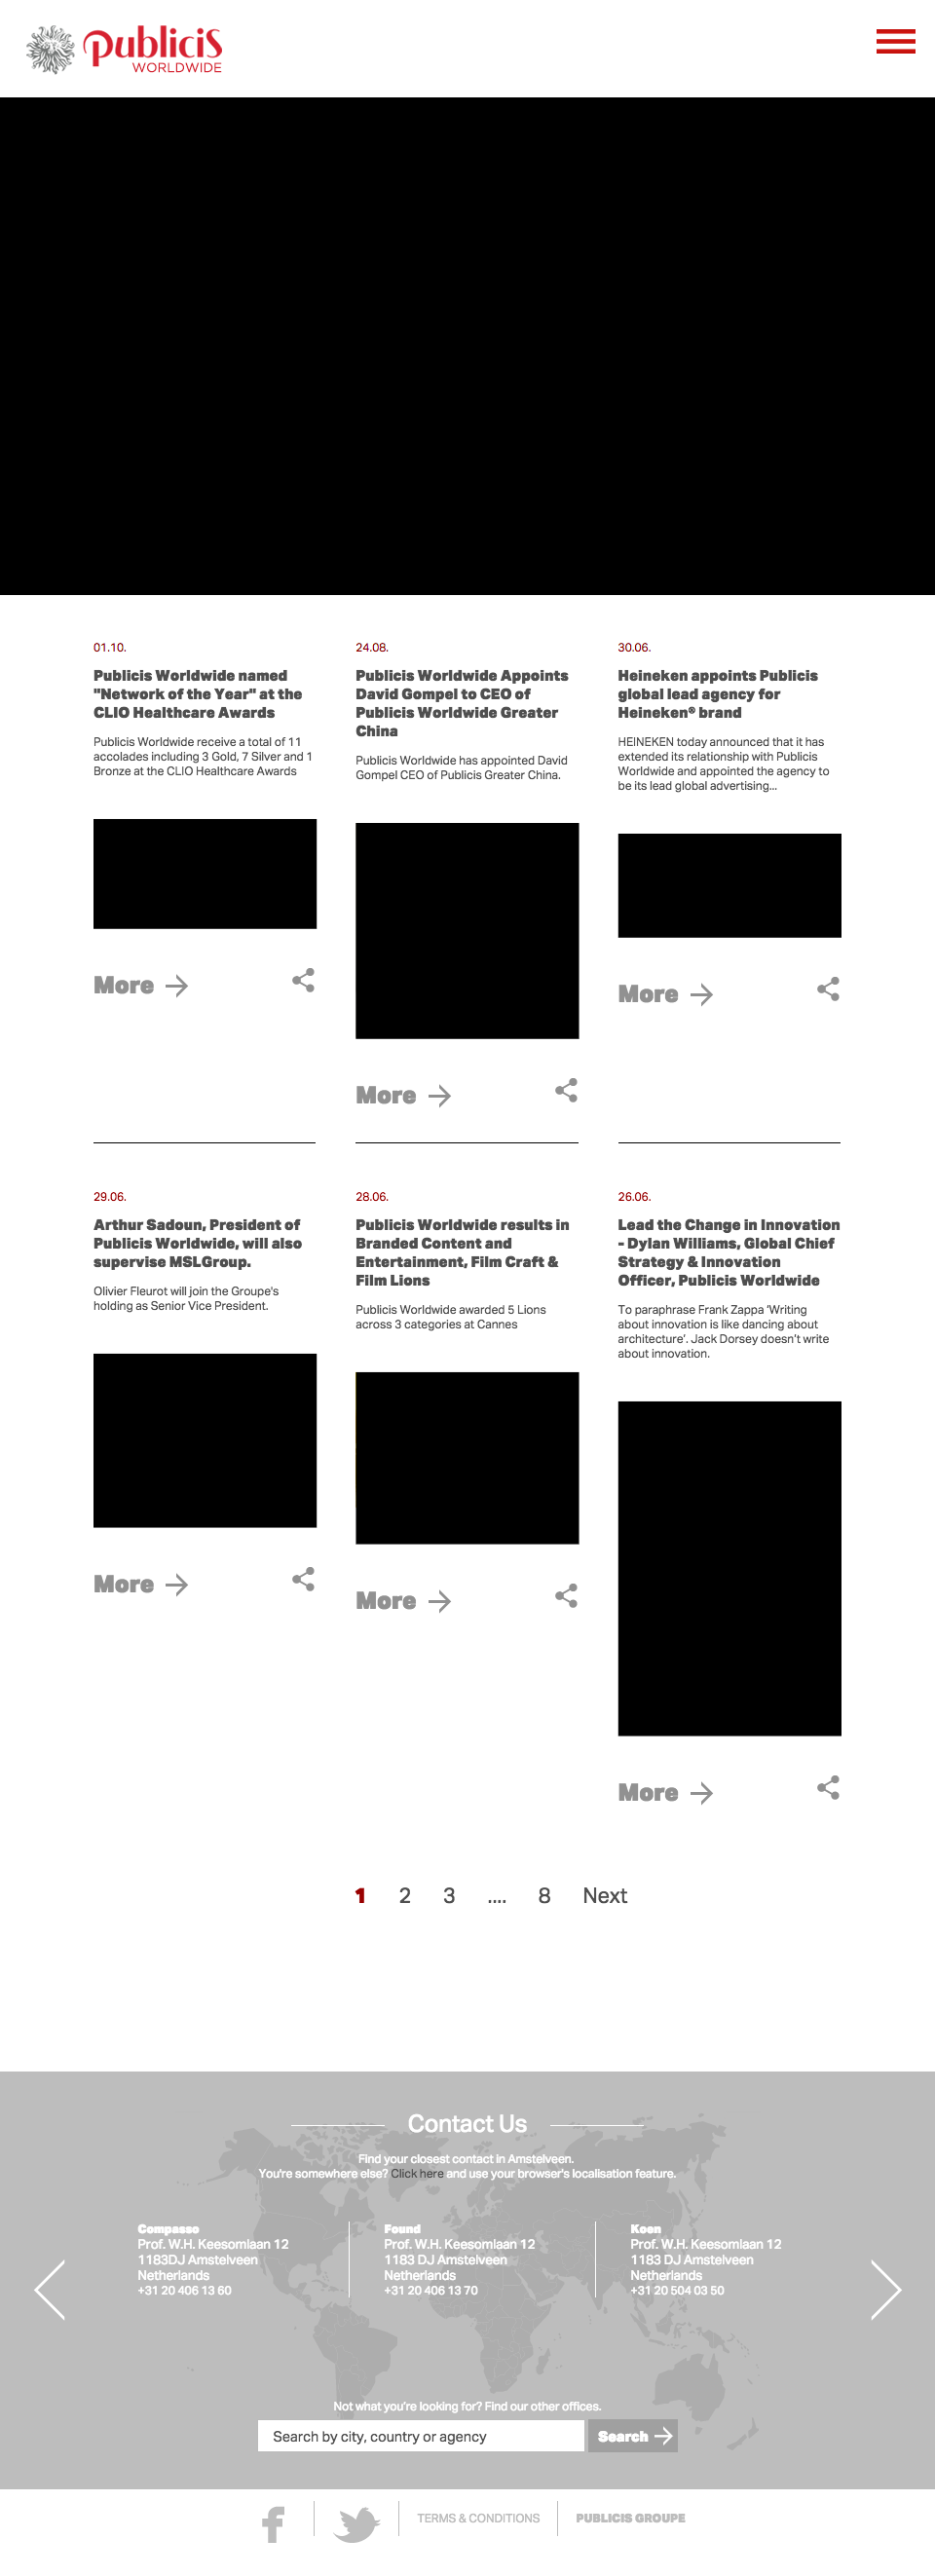 Publicis
WORLDWIDE
01.10.
Publicis Worldwide named
"Network of the Year" at the
CLIO Healthcare Awards
Publicis Worldwide receive a total of 11
accolades including 3 Gold, 7 Silver and 1
Bronze at the CLIO Healthcare Awards
More
24.08.
Publicis Worldwide Appoints
David Gompel to CEO of
Publicis Worldwide Greater
China
Publicis Worldwide has appointed David
Gompel CEO of Publicis Greater China.
More
30.06.
Heineken appoints Publicis
global lead agency for
Heineken® brand
HEINEKEN today announced that it has
extended its relationship with Publicis
Worldwide and appointed the agency to
be its lead global advertising...
More
29.06.
Arthur Sadoun, President of
Publicis Worldwide, will also
supervise MSLGroup.
Olivier Fleurot will join the Groupe's
holding as Senior Vice President.
More
28.06.
Publicis Worldwide results in
Branded Content and
Entertainment, Film Craft &
Film Lions
Publicis Worldwide awarded 5 Lions
across 3 categories at Cannes
More
26.06.
Lead the Change in Innovation
- Dylan Williams, Global Chief
Strategy & Innovation
Officer, Publicis Worldwide
To paraphrase Frank Zappa 'Writing
about innovation is like dancing about
architecture'. Jack Dorsey doesn't write
about innovation.
More
1 2 3 .... 8 Next
Contact Us
Find your closest contact in Amstelveen.
You're somewhere else? Click here and use your browser's localisation feature.
Compasso
Prof. W.H. Keesomlaan 12
1183DJ Amstelveen
Netherlands
+31 20 406 13 60
Found
Prof. W.H. Keesomlaan 12
1183 DJ Amstelveen
Netherlands
+31 20 406 13 70
Koen
Prof. W.H. Keesomlaan 12
1183 DJ Amstelveen
Netherlands
+31 20 504 03 50
Not what you're looking for? Find our other offices.
Search by city, country or agency
Search
TERMS & CONDITIONS
PUBLICIS GROUPE